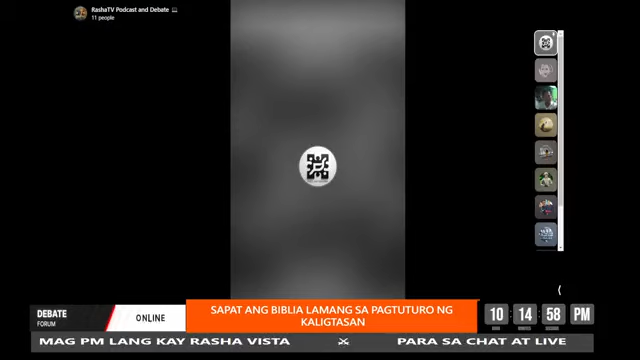 RashaTV Podcast and Debate
11 people
SAPAT ANG BIBLIA LAMANG SA PAGTUTURO NG
KALIGTASAN
DEBATE
FORUM
ONLINE
10 14 58 PM
MAG PM LANG KAY RASHA VISTA PARA SA CHAT AT LIVE